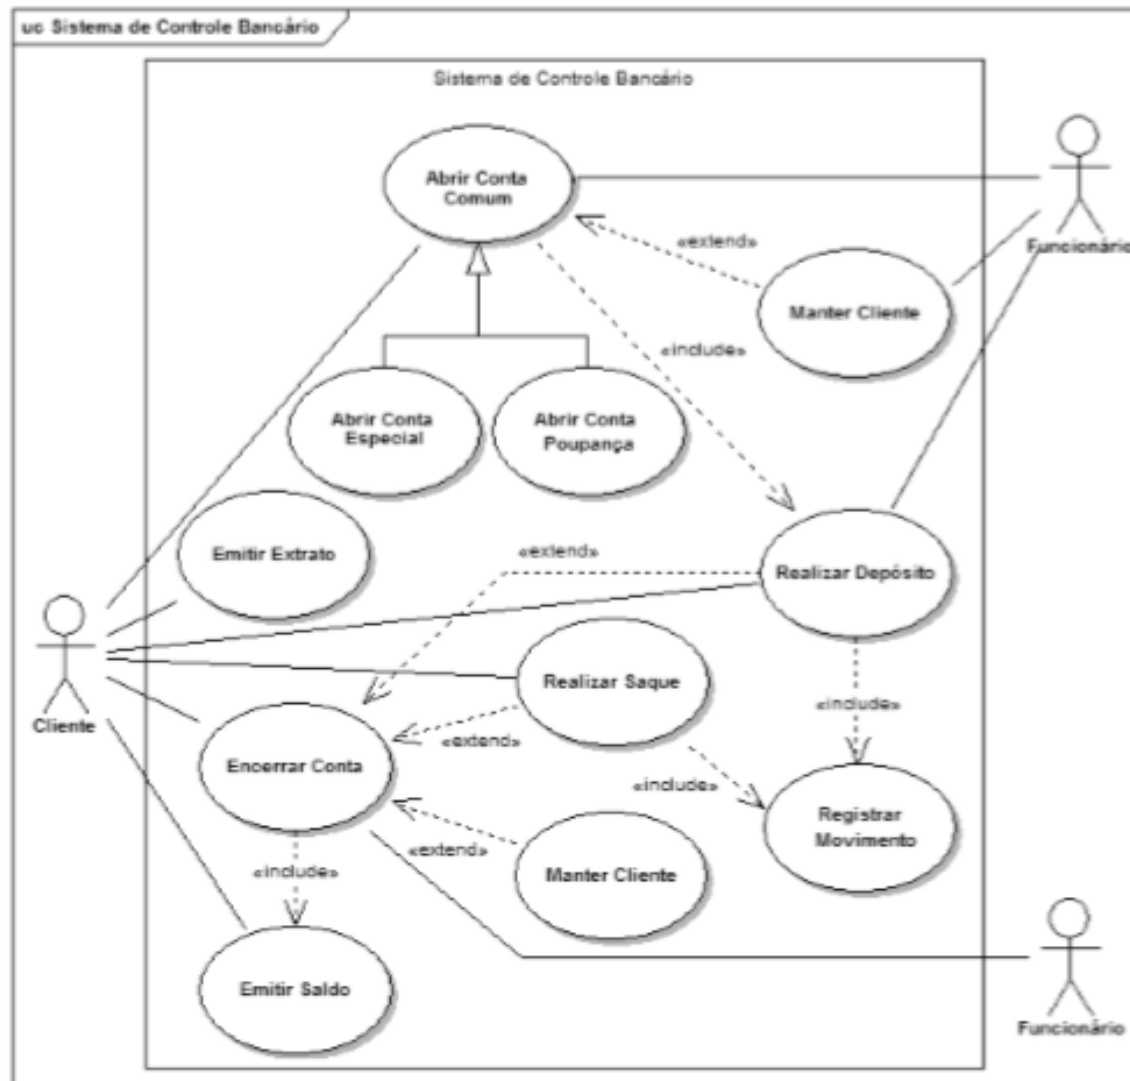 uc Sistema de Controle Bancário
Sistema de Controle Bancário
Abrir Conta
Comum
«extend»
Funcionário
Manter Cliente
«include»
Abrir Conta
Especial
Abrir Conta
Poupança
Emitir Extrato
«extend»
Realizar Depósito
Realizar Saque
Cliente
«extend»
«include»
Encerrar Conta
«include»
Registrar
Movimento
«extend»
Manter Cliente
«include»
Emitir Saldo
Funcionário